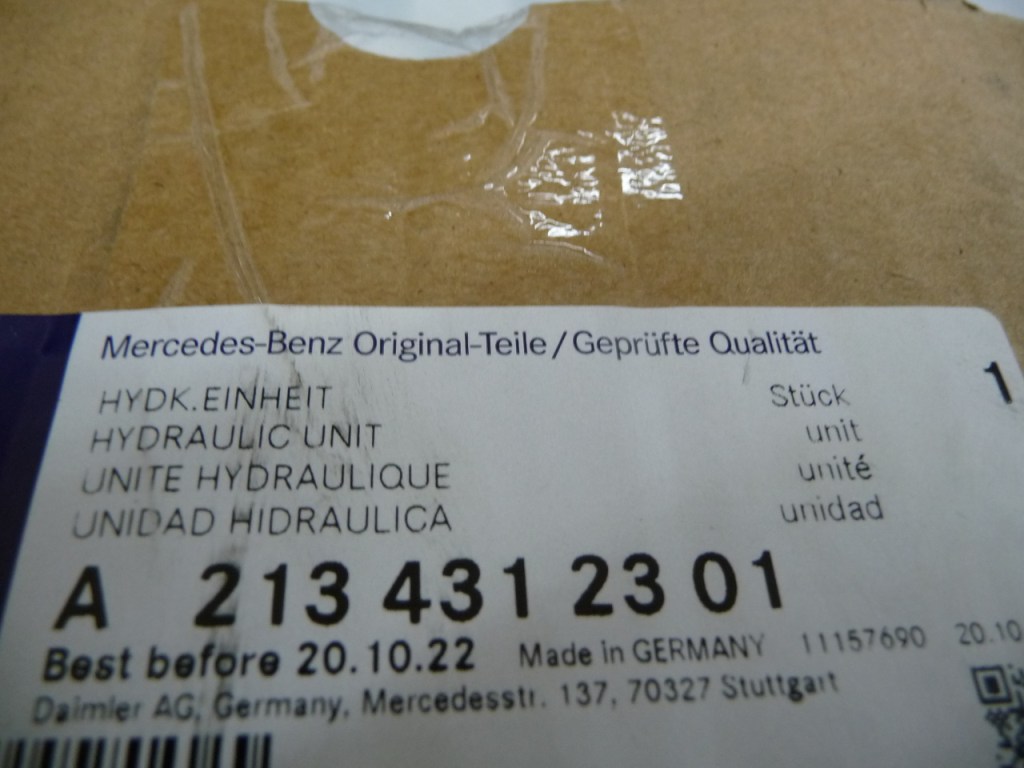 Mercedes-Benz Original-Teile/Geprüfte Qualität
HYDK.EINHEIT Stück 1
HYDRAULIC UNIT unit
UNITE HYDRAULIQUE unité
UNIDAD HIDRAULICA unidad
A 213 431 23 01
Best before 20.10.22 Made in GERMANY 11157690 20.10
Daimler AG, Germany, Mercedesstr. 137, 70327 Stuttgart